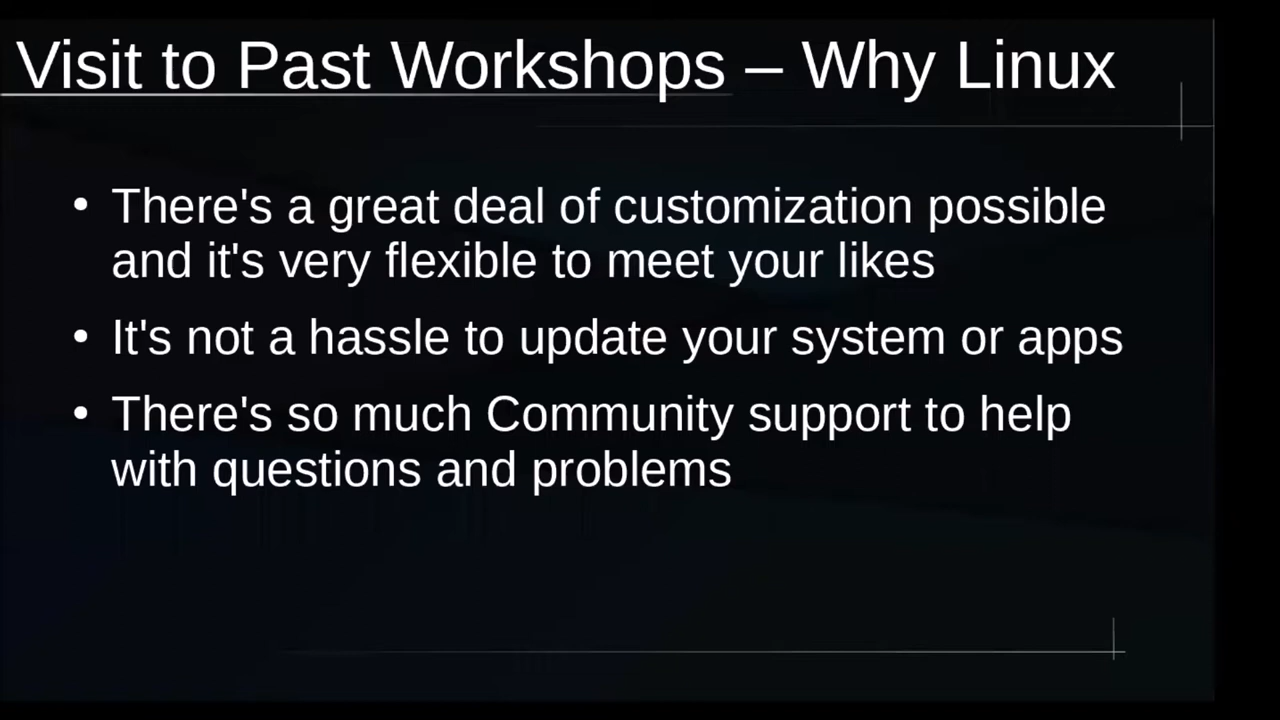 Visit to Past Workshops – Why Linux
• There's a great deal of customization possible
and it's very flexible to meet your likes
• It's not a hassle to update your system or apps
• There's so much Community support to help
with questions and problems